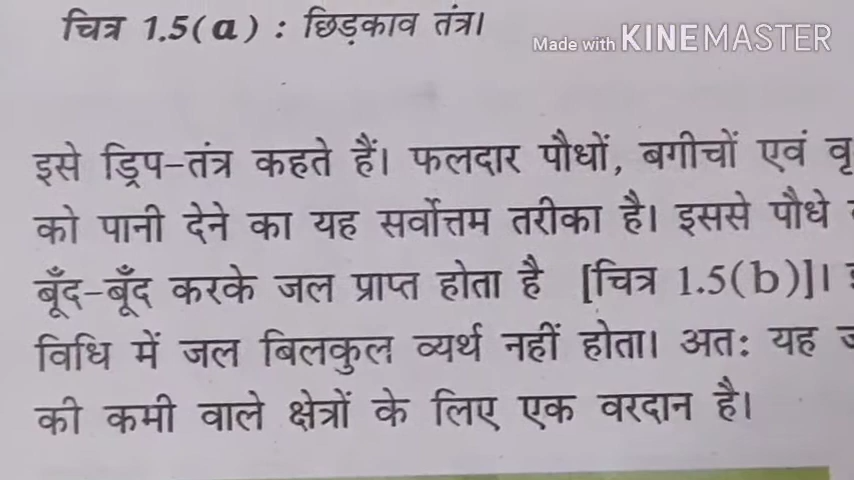 चित्र 1.5(a) : छिड़काव तंत्र।
Made with KINEMASTER
इसे ड्रिप-तंत्र कहते हैं। फलदार पौधों, बगीचों एवं
को पानी देने का यह सर्वोत्तम तरीका है। इससे पौधे
बूँद-बूँद करके जल प्राप्त होता है [चित्र 1.5(b)]।
विधि में जल बिलकुल व्यर्थ नहीं होता। अतः यह
की कमी वाले क्षेत्रों के लिए एक वरदान है।